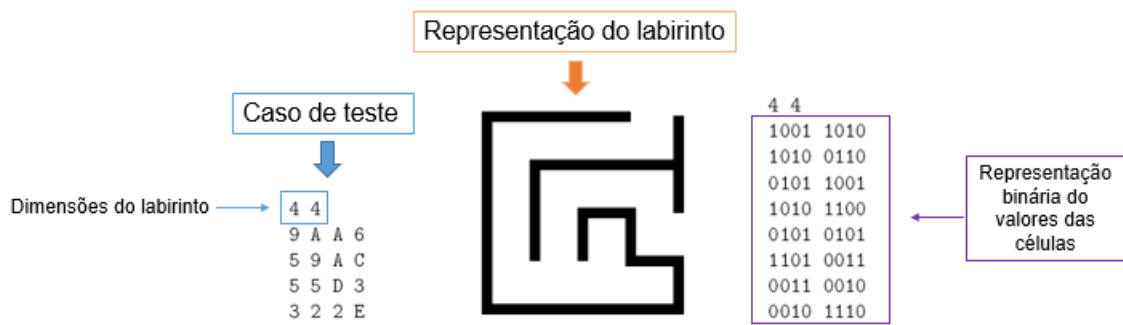 Representação do labirinto
Caso de teste
Dimensões do labirinto
4 4
9 A A 6
5 9 A C
5 5 D 3
3 2 2 E
4 4
1001 1010
1010 0110
0101 1001
1010 1100
0101 0101
1101 0011
0011 0010
0010 1110
Representação
binária do
valores das
células